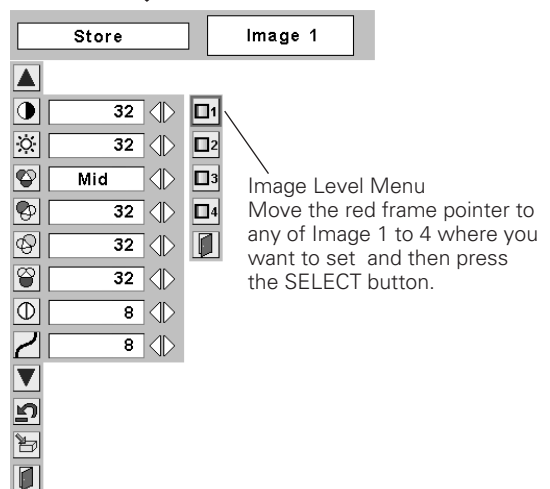 Store
Image 1
32
1
32
2
Mid
3
32
4
32
32
8
8
Image Level Menu
Move the red frame pointer to
any of Image 1 to 4 where you
want to set and then press
the SELECT button.